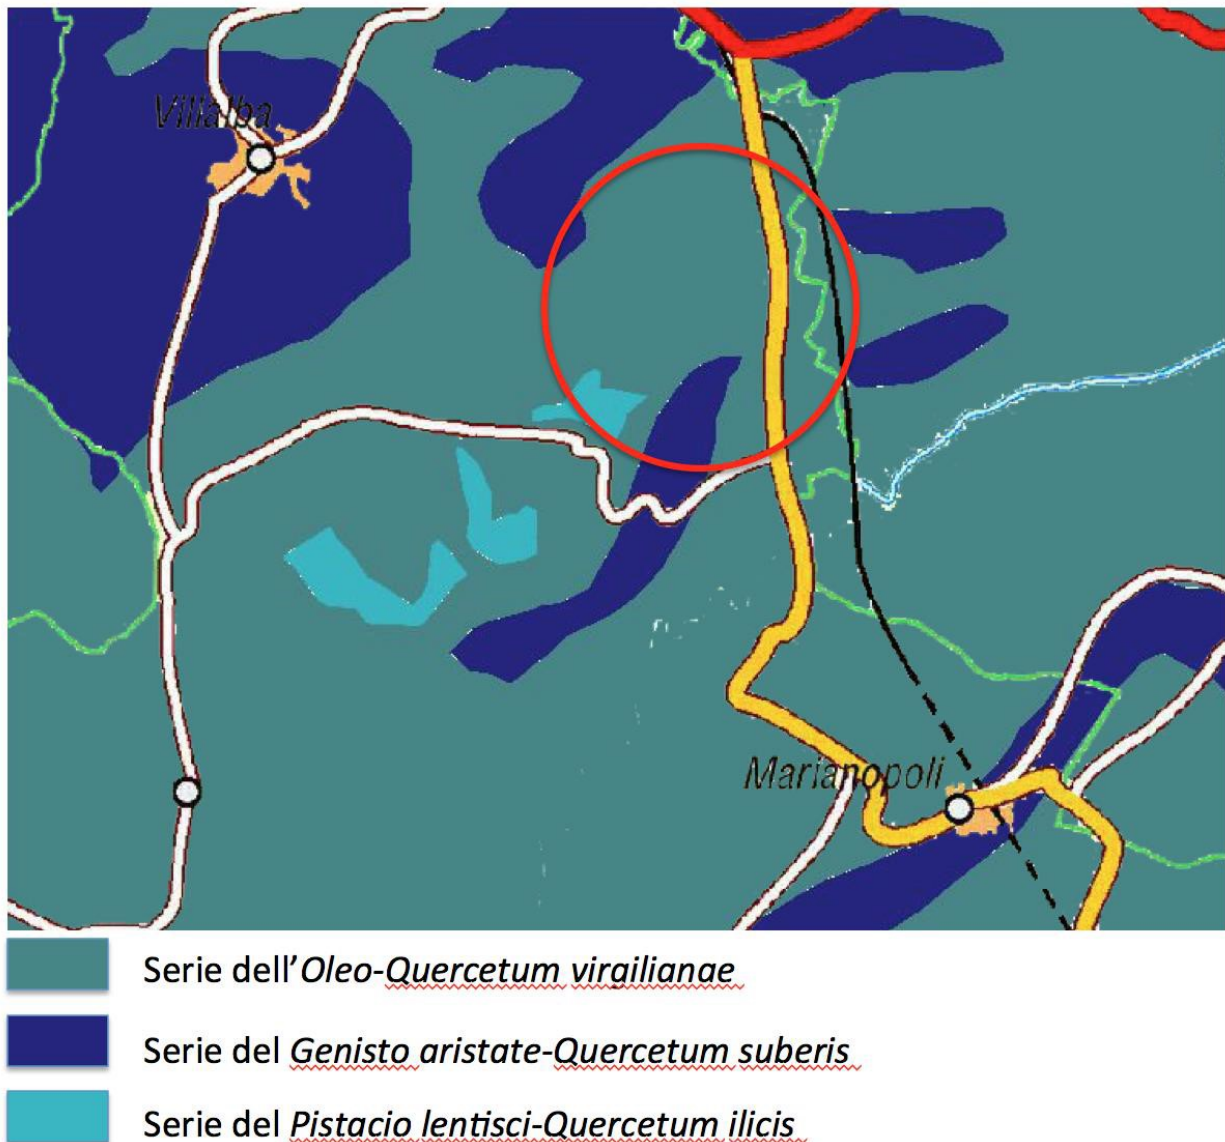 Villalba
Marianopoli
Serie dell'Oleo-Quercetum virgilianae
Serie del Genisto aristate-Quercetum suberis
Serie del Pistacio lentisci-Quercetum ilicis